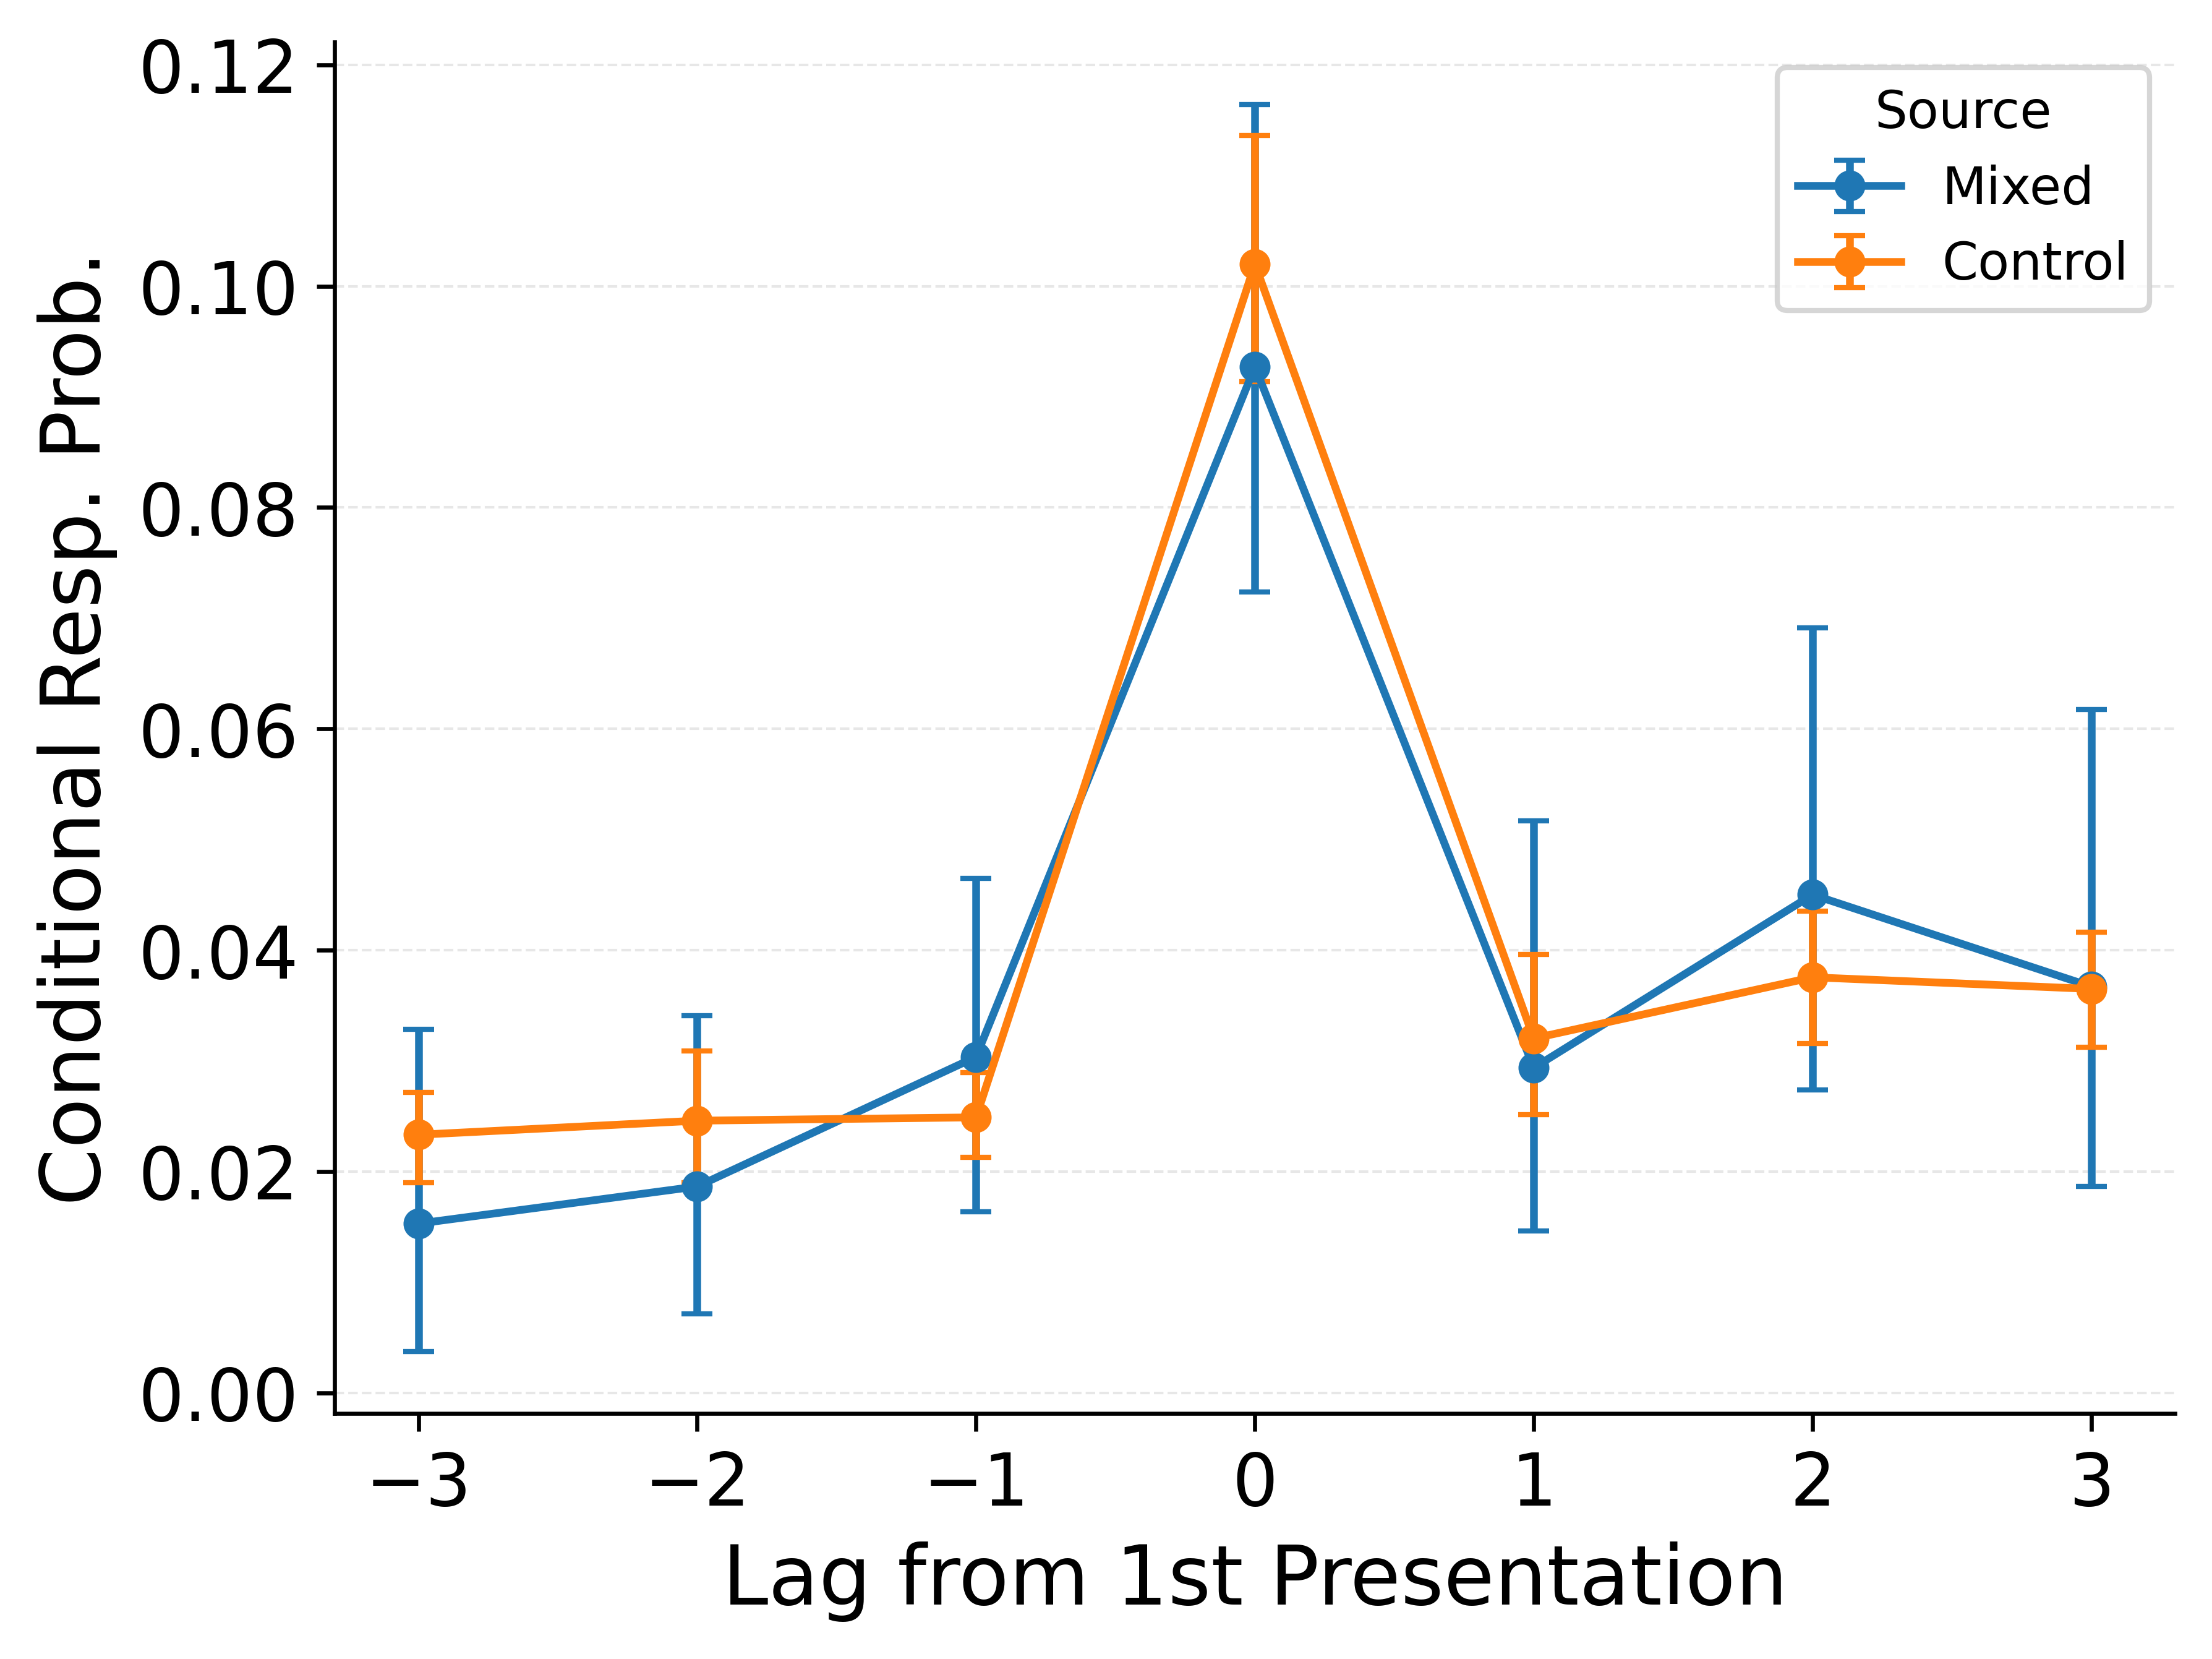 0.12
0.10
0.08
0.06
0.04
0.02
0.00
Conditional Resp. Prob.
Source
Mixed
Control
−3 −2 −1 0 1 2 3
Lag from 1st Presentation